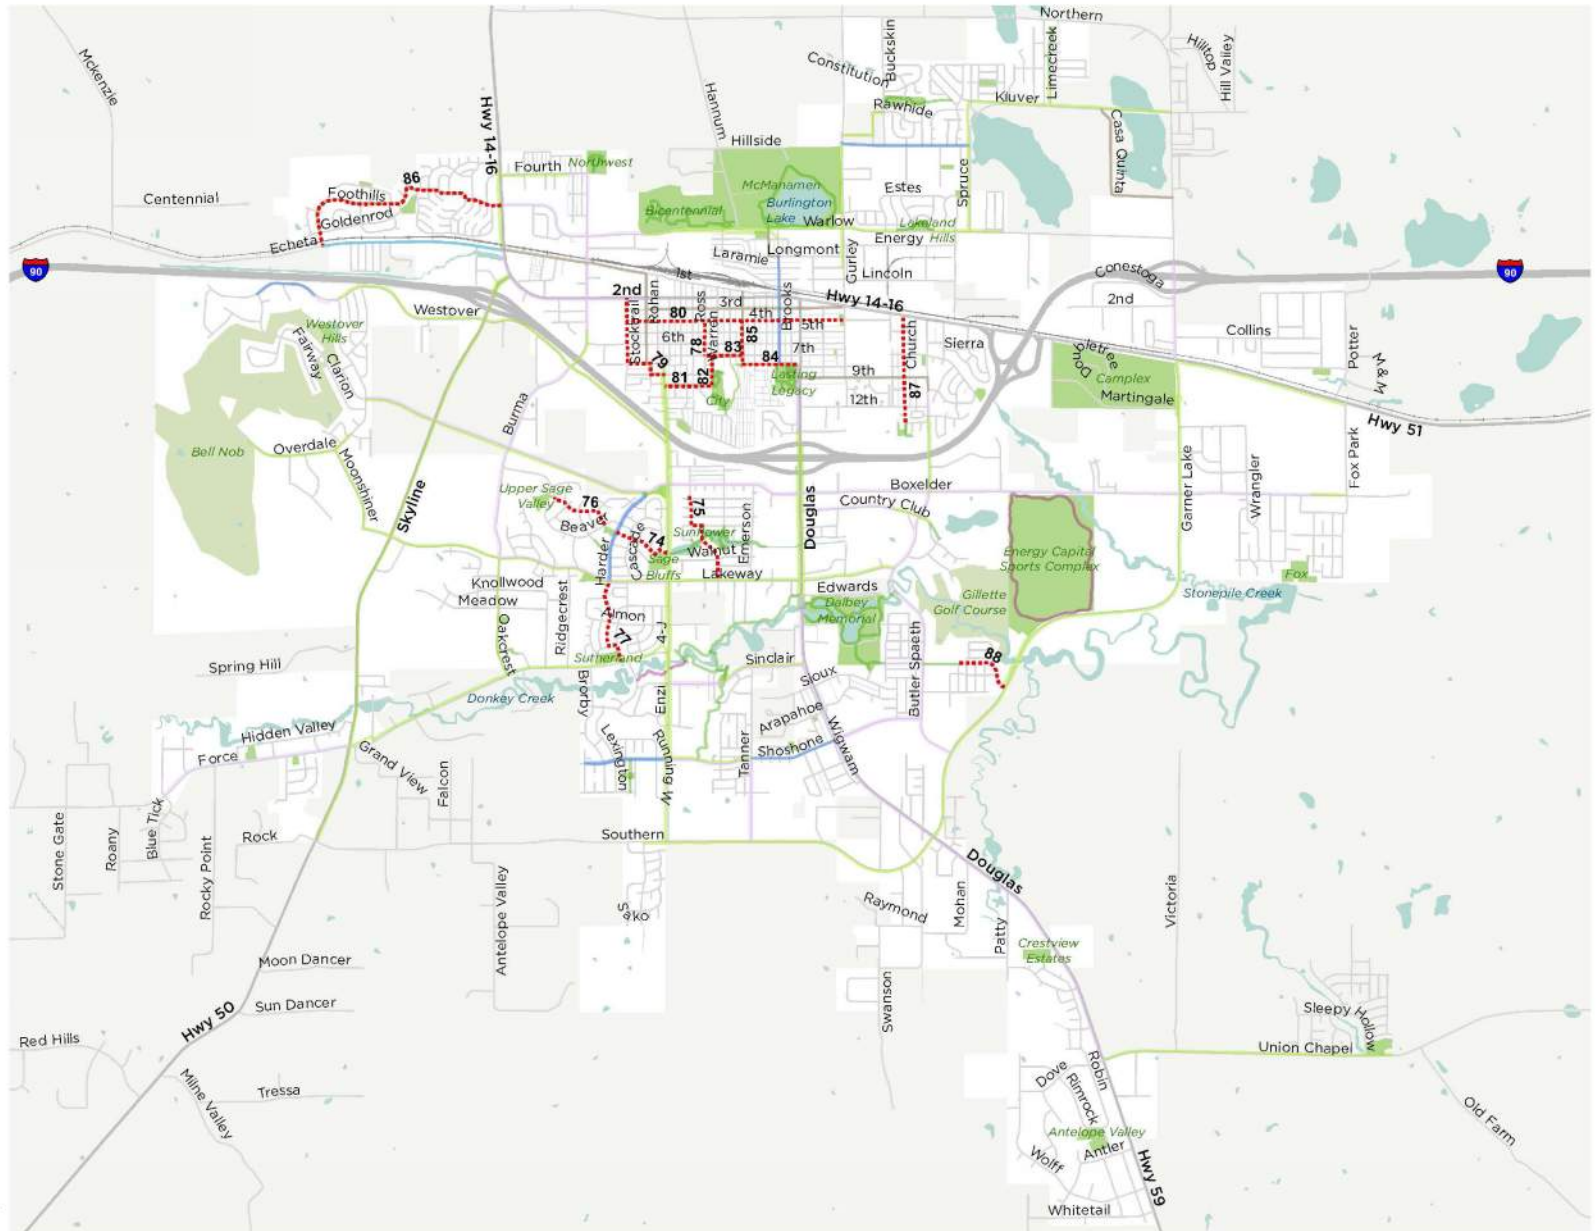 Northern
Mckenzie
Buckskin
Limecreek
Hilltop
Hill Valley
Constitution
Hwy 14-16
Hannum
Rawhide
Kluver
Casa Quinta
Hillside
Fourth
Northwest
Spruce
86
McManamen
Estes
Centennial
Foothills
Burlington
Lake
Bicentennial
Goldenrod
Warlow
Lakeland
Hills
Echeta
Energy
Longmont
Laramie
Gurley
90
1st
Lincoln
Conestoga
90
2nd
Rohan
Ross
3rd
Brooks
Hwy 14-16
2nd
Westover
80
4th
5th
Westover
Hills
Stocktrail
6th
78
Warren
85
7th
Church
Sierra
Collins
Potter
Fairway
Clarion
79
83
84
Doubletree
M & M
81
82
Lasting
Legacy
9th
Camplex
City
12th
87
Martingale
Burma
Hwy 51
Bell Nob
Overdale
Moonshiner
Skyline
Garner Lake
Wrangler
Fox Park
Upper Sage
Valley
76
75
Douglas
Boxelder
Country Club
Beaver
74
Sunflower
Emerson
Harder
Cascade
Sage
Bluffs
Walnut
Energy Capital
Sports Complex
Knollwood
Lakeway
Fox
Meadow
Edwards
Gillette
Golf Course
Stonepile Creek
Oakcrest
Ridgecrest
Almon
Dalbey
Memorial
77
4-J
Butler Spaeth
Spring Hill
Sutherland
Sinclair
88
Sioux
Donkey Creek
Brorby
Enzi
Arapahoe
Hidden Valley
Lexington
Running W
Wigwam
Force
Grand View
Tanner
Shoshone
Falcon
Stone Gate
Roany
Blue Tick
Rocky Point
Rock
Southern
Douglas
Antelope Valley
Victoria
Sako
Raymond
Mohan
Patty
Crestview
Estates
Moon Dancer
Swanson
Sun Dancer
Sleepy Hollow
Hwy 50
Red Hills
Union Chapel
Robin
Dove
Rimrock
Milne Valley
Tressa
Old Farm
Antelope Valley
Antler
Wolff
Hwy 59
Whitetail